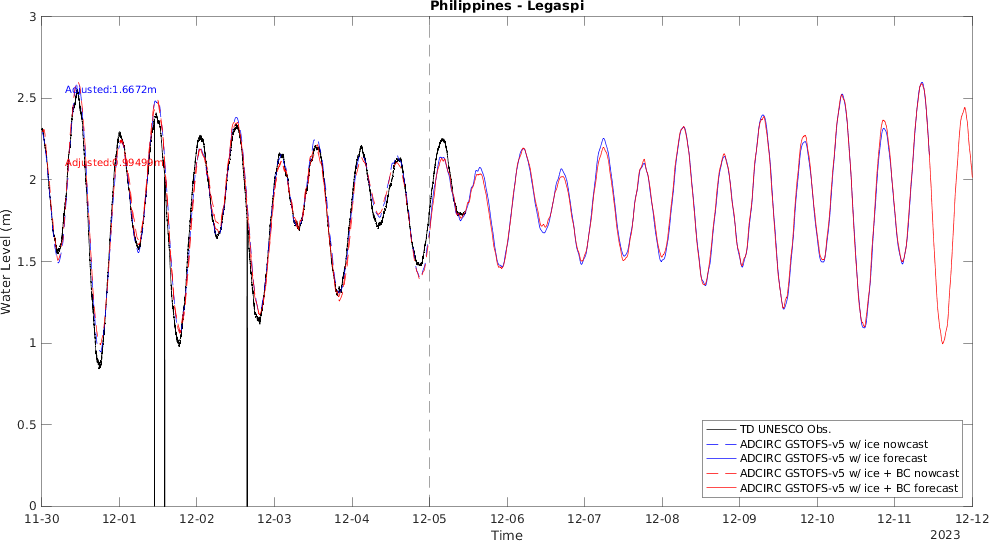 Philippines - Legaspi
3
2.5
2
1.5
1
0.5
0
Water Level (m)
Adjusted:1.6672m
Adjusted:0.99499m
TD UNESCO Obs.
ADCIRC GSTOFS-v5 w/ ice nowcast
ADCIRC GSTOFS-v5 w/ ice forecast
ADCIRC GSTOFS-v5 w/ ice + BC nowcast
ADCIRC GSTOFS-v5 w/ ice + BC forecast
11-30 12-01 12-02 12-03 12-04 12-05 12-06 12-07 12-08 12-09 12-10 12-11 12-12
Time
2023